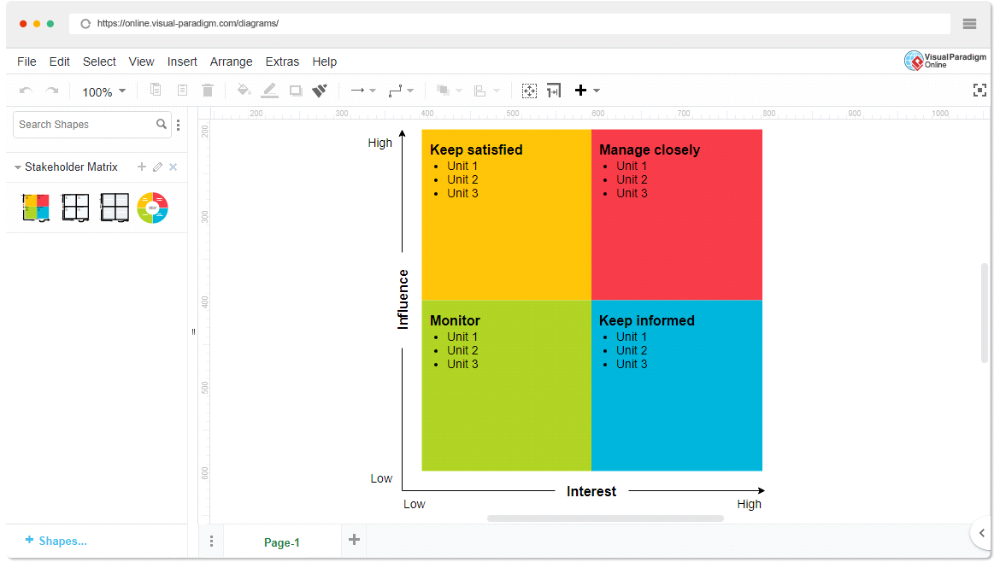 https://online.visual-paradigm.com/diagrams/
File Edit Select View Insert Arrange Extras Help
Visual Paradigm
Online
100%
Search Shapes
Stakeholder Matrix
Shapes...
200 300 400 500 600 700 800 900 1000
200
300
400
500
600
High
Influence
Low
Keep satisfied
• Unit 1
• Unit 2
• Unit 3
Manage closely
• Unit 1
• Unit 2
• Unit 3
Monitor
• Unit 1
• Unit 2
• Unit 3
Keep informed
• Unit 1
• Unit 2
• Unit 3
Interest
Low
High
Page-1